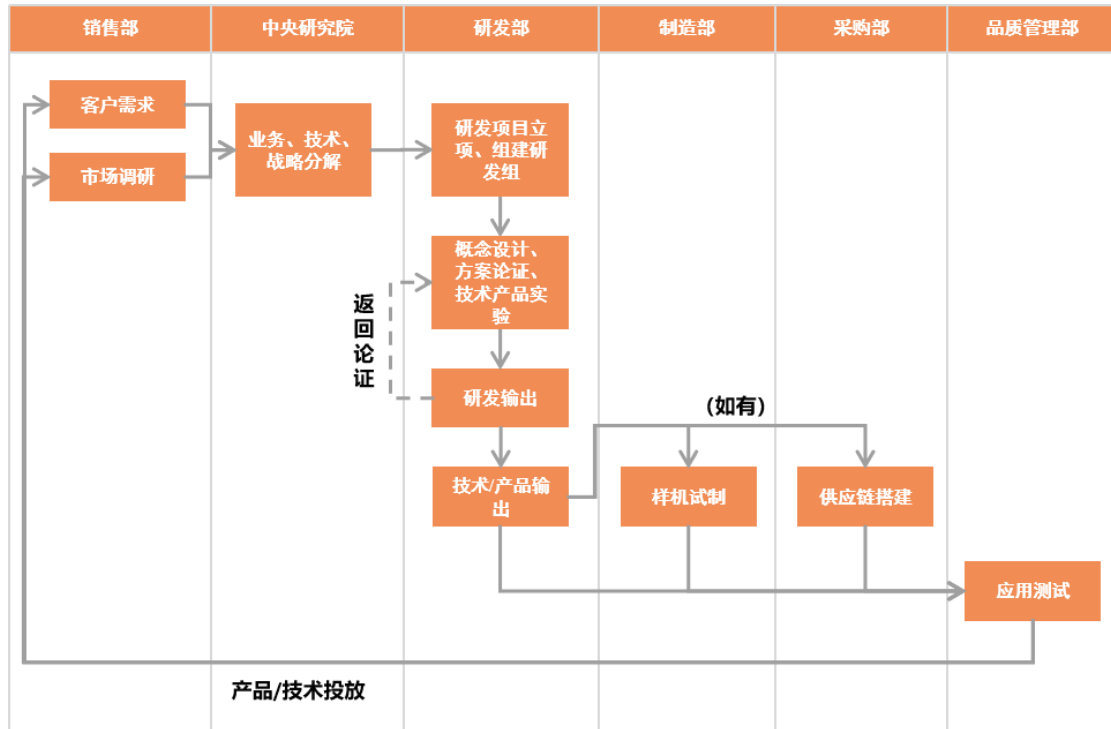 销售部
中央研究院
研发部
制造部
采购部
品质管理部
客户需求
市场调研
业务、技术、
战略分解
研发项目立
项、组建研
发组
概念设计、
方案论证、
技术产品实
验
返
回
论
证
研发输出
(如有)
技术/产品输
出
样机试制
供应链搭建
应用测试
产品/技术投放